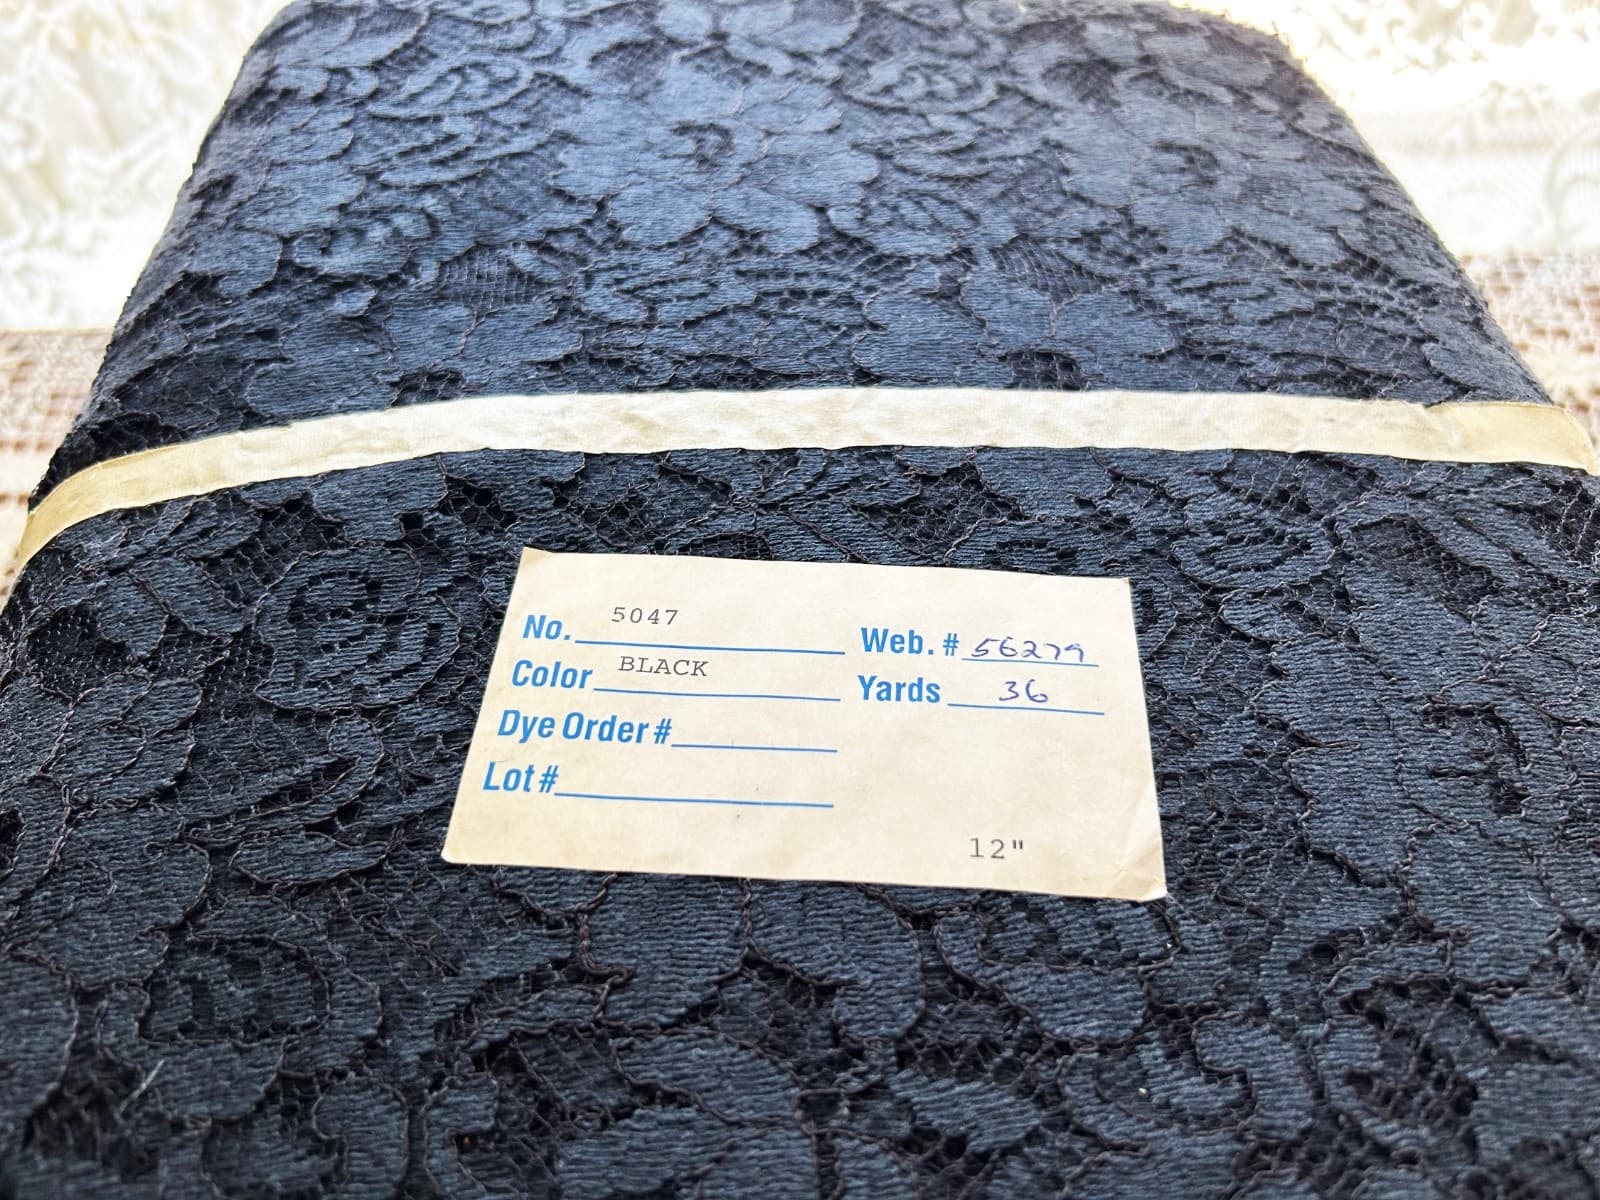 No. 5047 Web. # 56279
Color BLACK Yards 36
Dye Order #
Lot #
12"